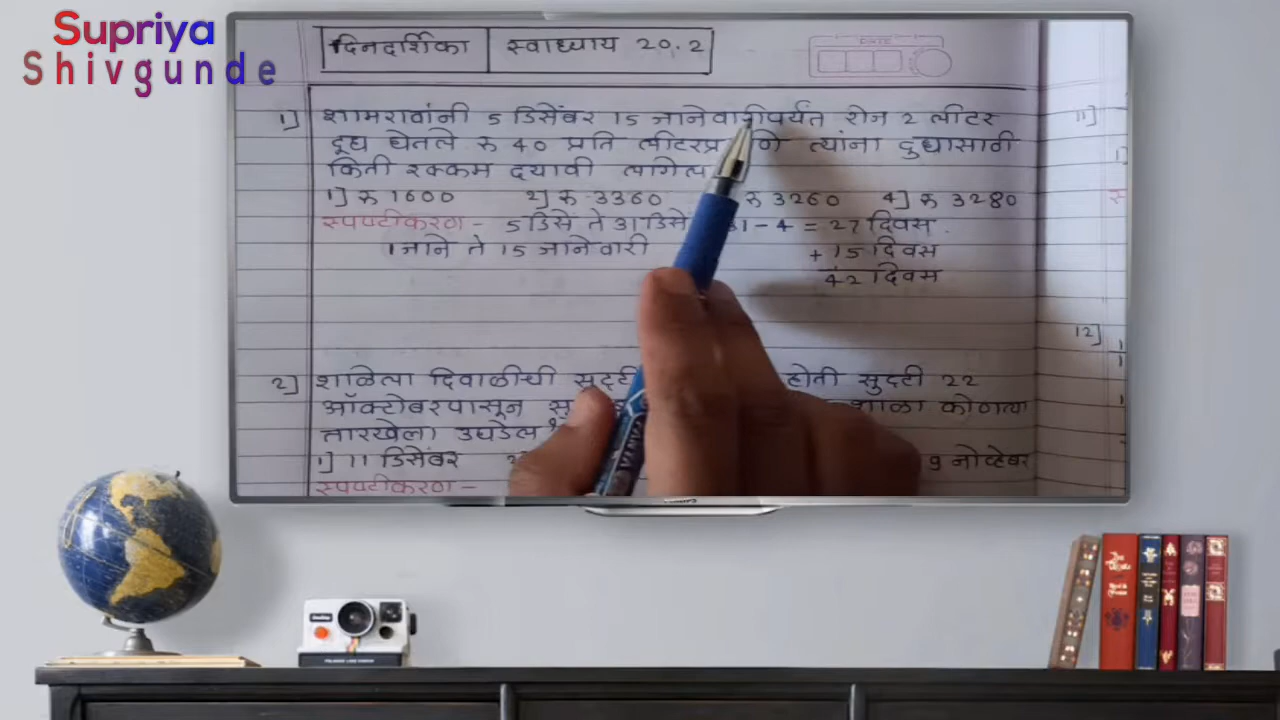 Supriya
Shivgunde
दिनदर्शिका स्वाध्याय 20.2
1] शामरावांनी 5 डिसेंबर 15 जानेवारीपर्यंत रोज 2 लीटर
दूध घेतले रु 40 प्रति त्यांना दुधासाठी
किती रक्कम दयावी लागेल
1] रु 1600 2] रु 3360 रु 3260 4] रु 3280
स्पष्टीकरण - 5 डिसे ते 31 डिसे 31 - 4 = 27 दिवस.
1 जाने ते 15 जानेवारी + 15 दिवस
42 दिवस
2] शाळेला दिवाळीची होती सुट्टी 22
ऑक्टोबरपासून शाळा कोणत्या
तारखेला उघडेल
1] 11 डिसेंबर 9 नोव्हेंबर
स्पष्टीकरण -
11]
12]